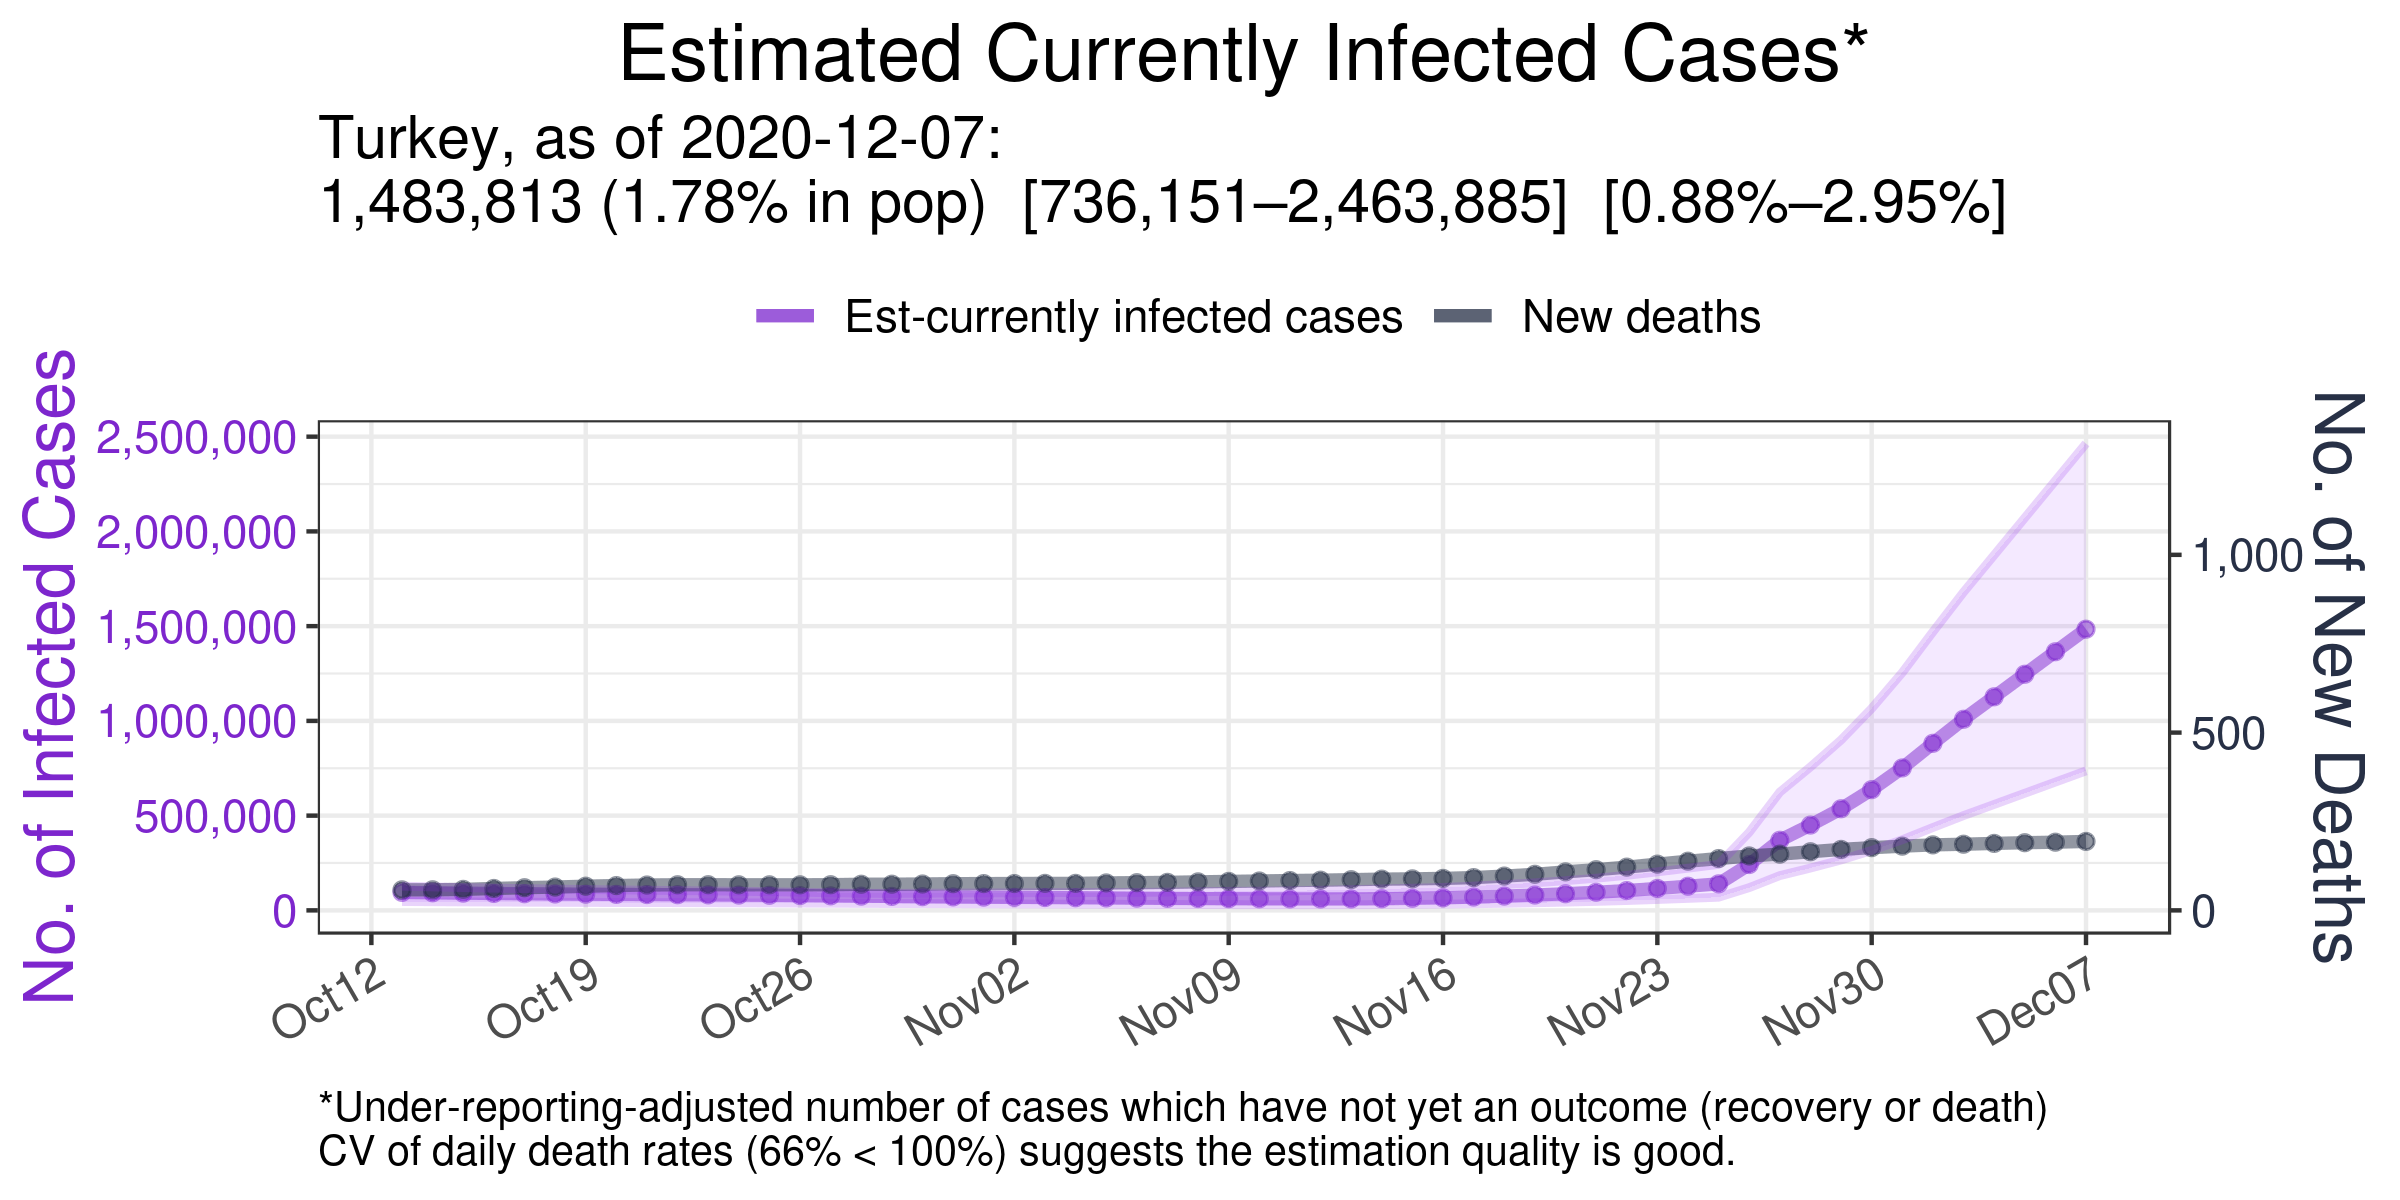 Estimated Currently Infected Cases*
Turkey, as of 2020-12-07:
1,483,813 (1.78% in pop) [736,151–2,463,885] [0.88%–2.95%]
Est-currently infected cases
New deaths
No. of Infected Cases
2,500,000
2,000,000
1,500,000
1,000,000
500,000
0
No. of New Deaths
1,000
500
0
Oct12
Oct19
Oct26
Nov02
Nov09
Nov16
Nov23
Nov30
Dec07
*Under-reporting-adjusted number of cases which have not yet an outcome (recovery or death)
CV of daily death rates (66% < 100%) suggests the estimation quality is good.